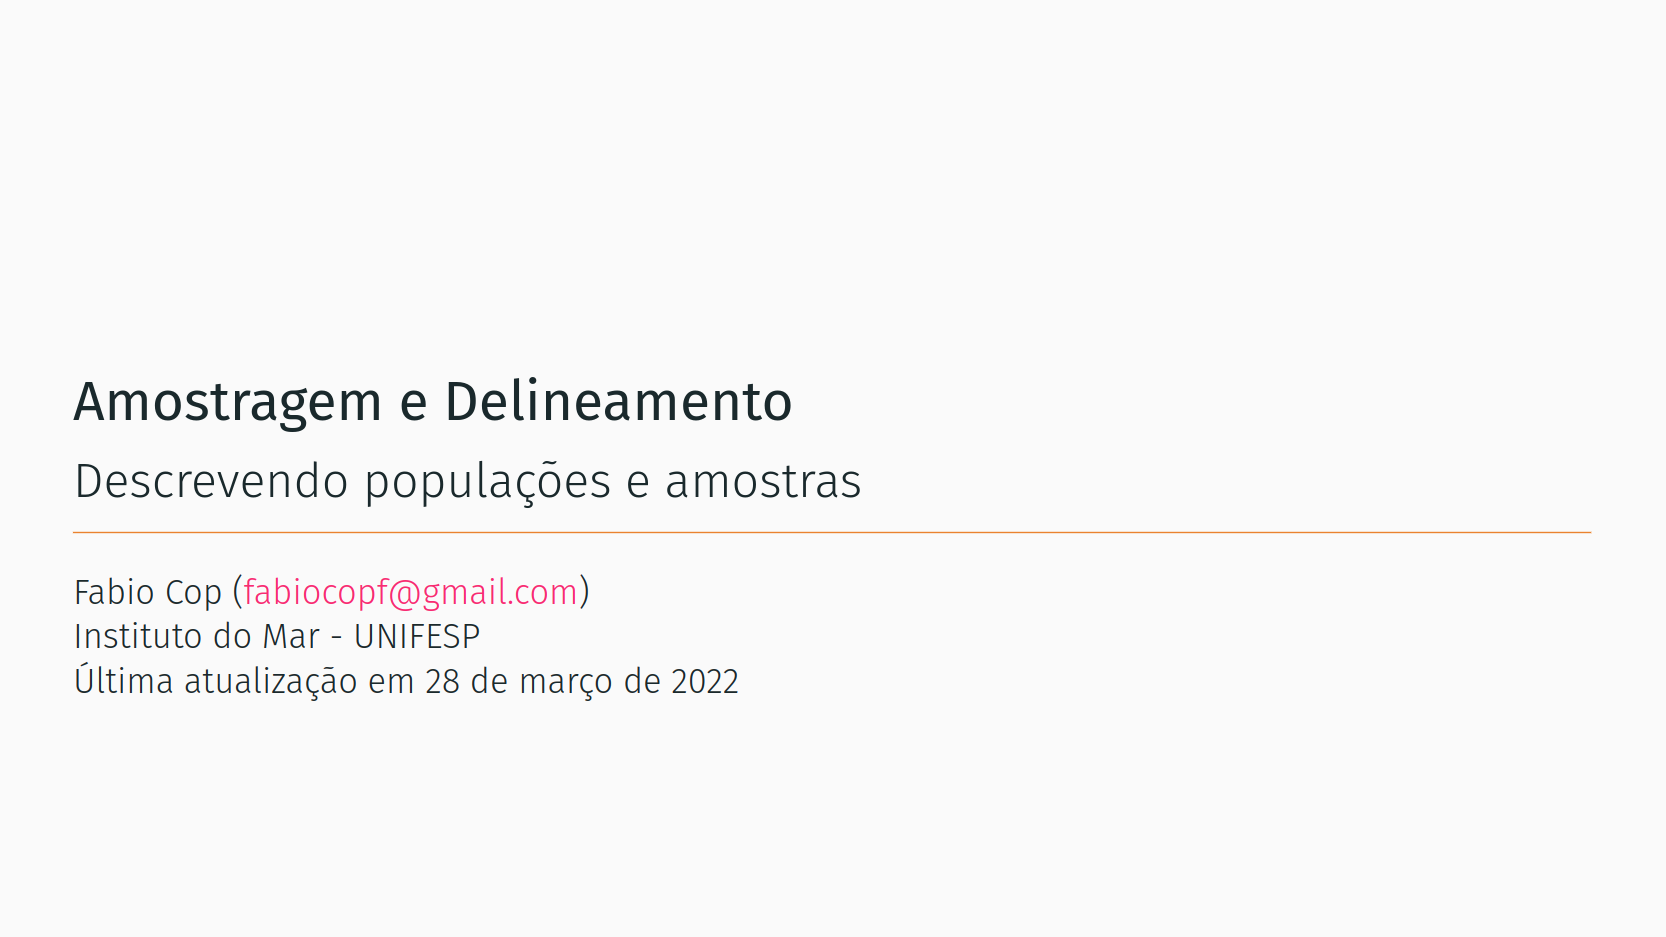 Amostragem e Delineamento
Descrevendo populações e amostras
Fabio Cop (fabiocopf@gmail.com)
Instituto do Mar - UNIFESP
Última atualização em 28 de março de 2022